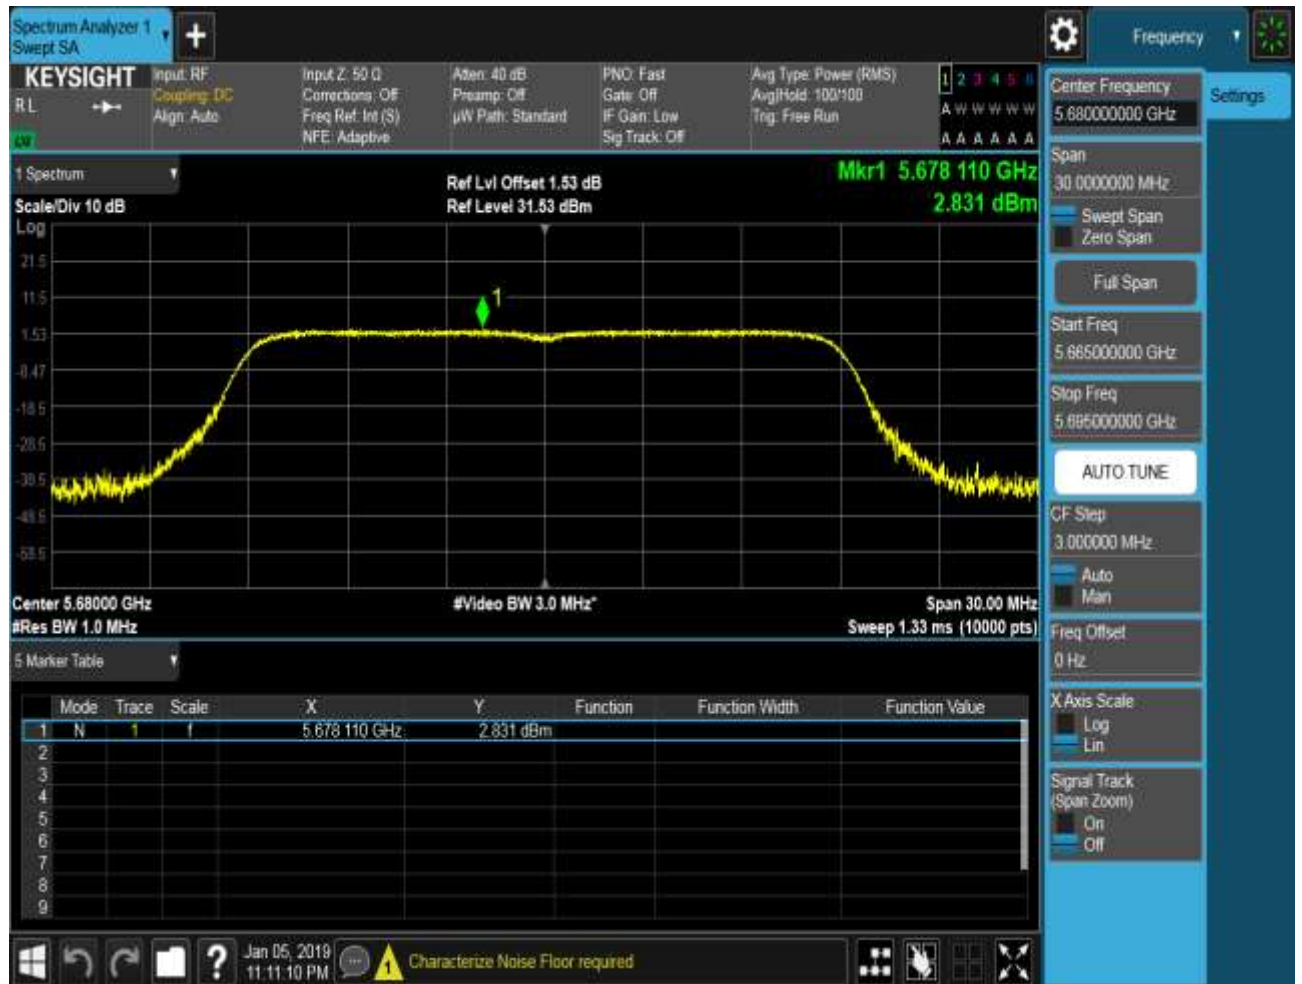 Spectrum Analyzer 1
Swept SA
+
Frequency
KEYSIGHT
RL
Input: RF
Coupling: DC
Align: Auto
Input Z: 50 Ω
Corrections: Off
Freq Ref: Int (S)
NFE: Adaptive
Atten: 40 dB
Preamp: Off
µW Path: Standard
PNO: Fast
Gate: Off
IF Gain: Low
Sig Track: Off
Avg Type: Power (RMS)
Avg|Hold: 100/100
Trig: Free Run
1 2 3 4 5 6
A W W W W W
A A A A A A
1 Spectrum
Scale/Div 10 dB
Log
Ref Lvl Offset 1.53 dB
Ref Level 31.53 dBm
Mkr1 5.678 110 GHz
2.831 dBm
21.5
11.5
1.53
-8.47
-18.5
-28.5
-38.5
-48.5
-58.5
1
Center 5.68000 GHz
#Res BW 1.0 MHz
#Video BW 3.0 MHz*
Span 30.00 MHz
Sweep 1.33 ms (10000 pts)
5 Marker Table
Mode Trace Scale X Y Function Function Width Function Value
1 N 1 f 5.678 110 GHz 2.831 dBm
2
3
4
5
6
7
8
9
Center Frequency
5.680000000 GHz
Settings
Span
30.0000000 MHz
Swept Span
Zero Span
Full Span
Start Freq
5.665000000 GHz
Stop Freq
5.695000000 GHz
AUTO TUNE
CF Step
3.000000 MHz
Auto
Man
Freq Offset
0 Hz
X Axis Scale
Log
Lin
Signal Track
(Span Zoom)
On
Off
?
Jan 05, 2019
11:11:10 PM
1
Characterize Noise Floor required